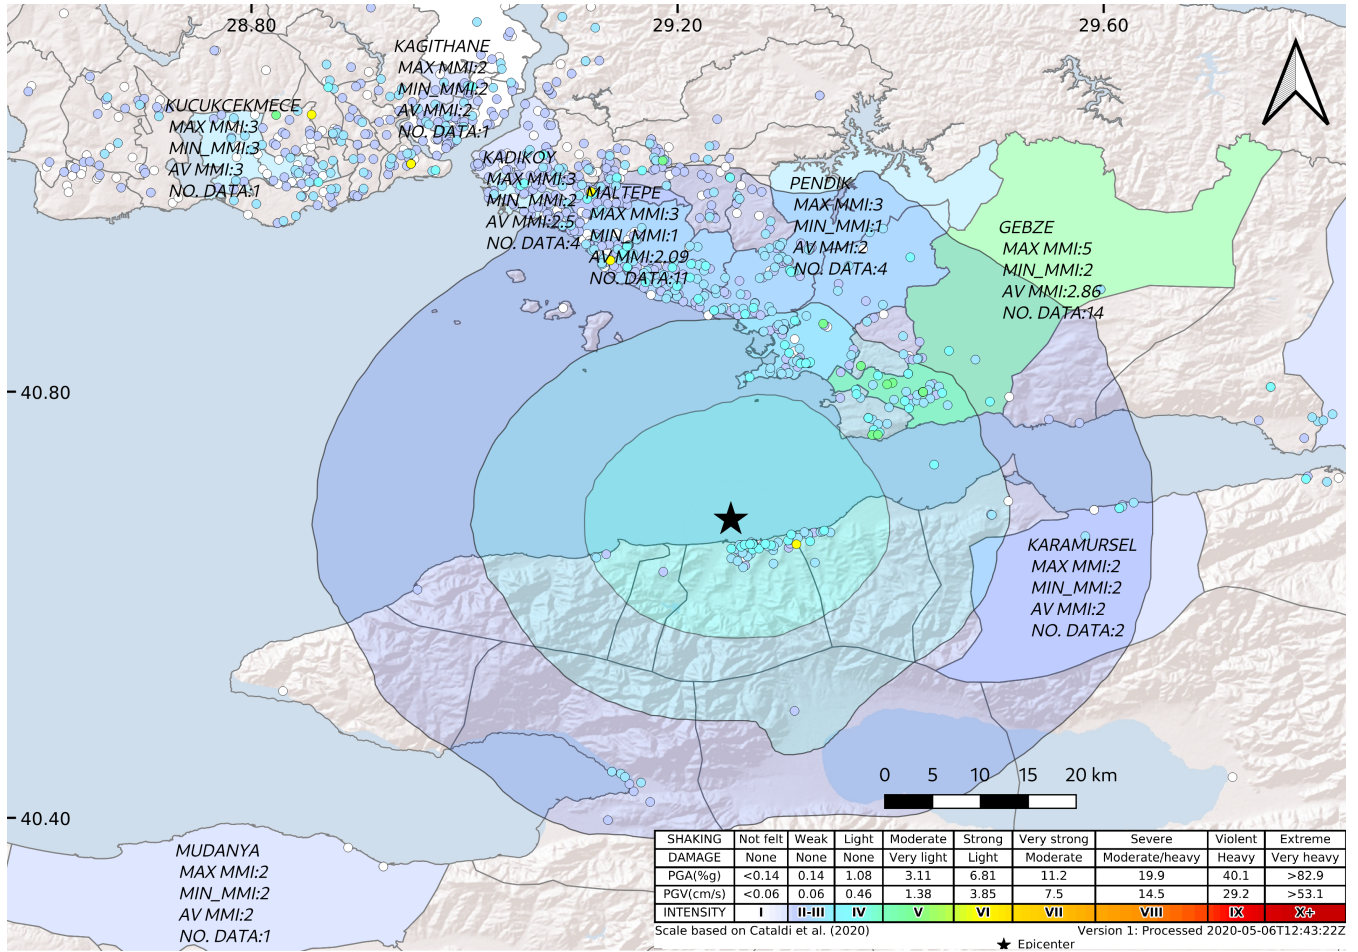 28.80
29.20
29.60
KAGITHANE
MAX MMI:2
MIN_MMI:2
AV MMI:2
NO. DATA:1
KUCUKCEKMECE
MAX MMI:3
MIN_MMI:3
AV MMI:3
NO. DATA:1
KADIKOY
MAX MMI:3
MIN_MMI:2
AV MMI:2.5
NO. DATA:4
MALTEPE
MAX MMI:3
MIN_MMI:1
AV MMI:2.09
NO. DATA:11
PENDIK
MAX MMI:3
MIN_MMI:1
AV MMI:2
NO. DATA:4
GEBZE
MAX MMI:5
MIN_MMI:2
AV MMI:2.86
NO. DATA:14
40.80
KARAMURSEL
MAX MMI:2
MIN_MMI:2
AV MMI:2
NO. DATA:2
0 5 10 15 20 km
40.40
MUDANYA
MAX MMI:2
MIN_MMI:2
AV MMI:2
NO. DATA:1
SHAKING Not felt Weak Light Moderate Strong Very strong Severe Violent Extreme
DAMAGE None None None Very light Light Moderate Moderate/heavy Heavy Very heavy
PGA(%g) <0.14 0.14 1.08 3.11 6.81 11.2 19.9 40.1 >82.9
PGV(cm/s) <0.06 0.06 0.46 1.38 3.85 7.5 14.5 29.2 >53.1
INTENSITY I II-III IV V VI VII VIII IX X+
Scale based on Cataldi et al. (2020) Version 1: Processed 2020-05-06T12:43:22Z
Epicenter